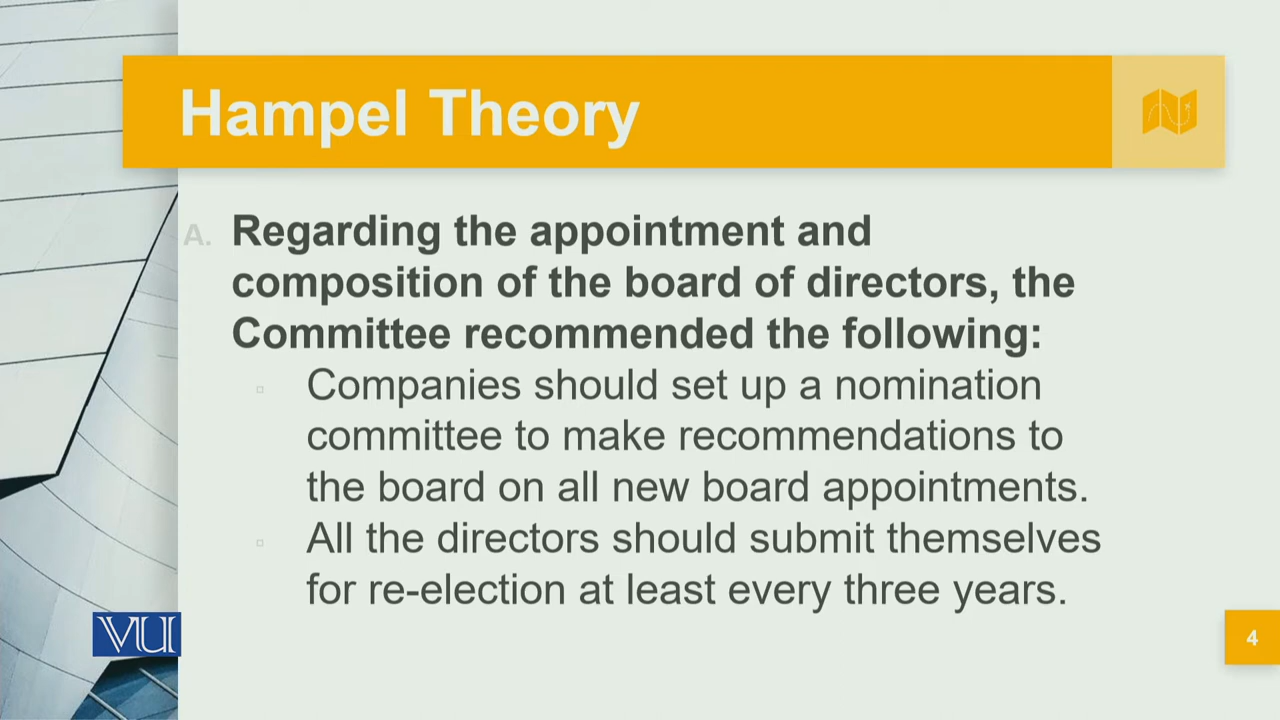 Hampel Theory
A. Regarding the appointment and
composition of the board of directors, the
Committee recommended the following:
Companies should set up a nomination
committee to make recommendations to
the board on all new board appointments.
All the directors should submit themselves
for re-election at least every three years.
VU
4